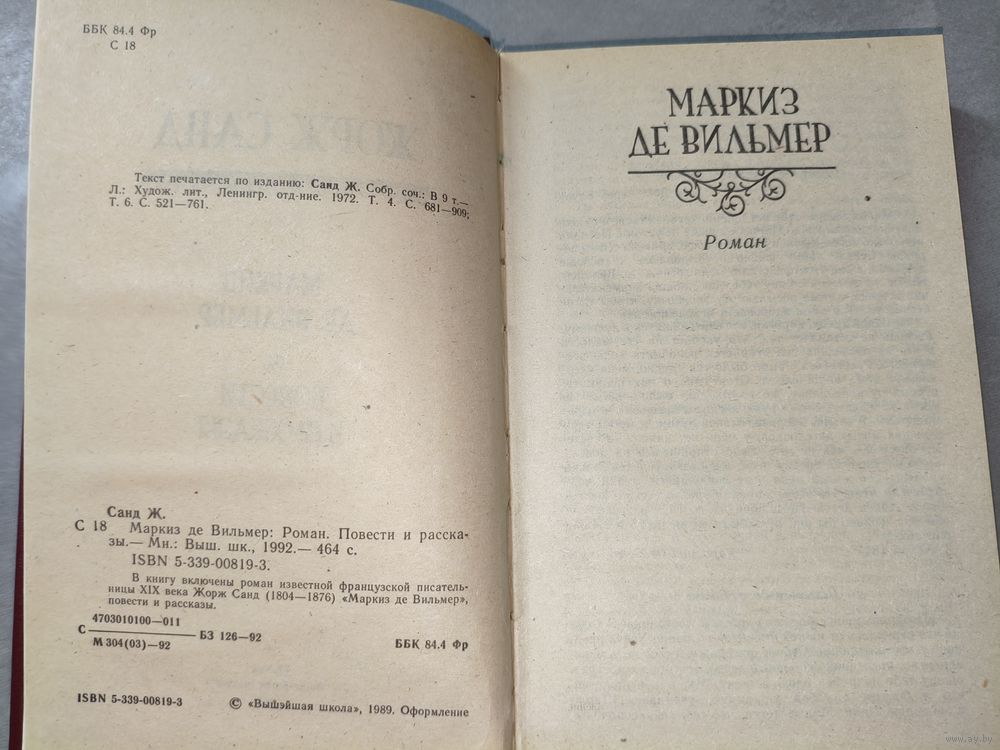 ББК 84.4 Фр
С 18
Текст печатается по изданию: Санд Ж. Собр. соч.: В 9 т.—
Л.: Худож. лит., Ленингр. отд-ние. 1972. Т. 4. С. 681—909;
Т. 6. С. 521—761.
Санд Ж.
С 18 Маркиз де Вильмер: Роман. Повести и расска-
зы.— Мн.: Выш. шк., 1992.— 464 с.
ISBN 5-339-00819-3.
В книгу включены роман известной французской писатель-
ницы XIX века Жорж Санд (1804—1876) «Маркиз де Вильмер»,
повести и рассказы.
4703010100—011
С БЗ 126—92
М 304(03)—92
ББК 84.4 Фр
ISBN 5-339-00819-3
© «Вышэйшая школа», 1989. Оформление
МАРКИЗ
ДЕ ВИЛЬМЕР
Роман
www.ay.by